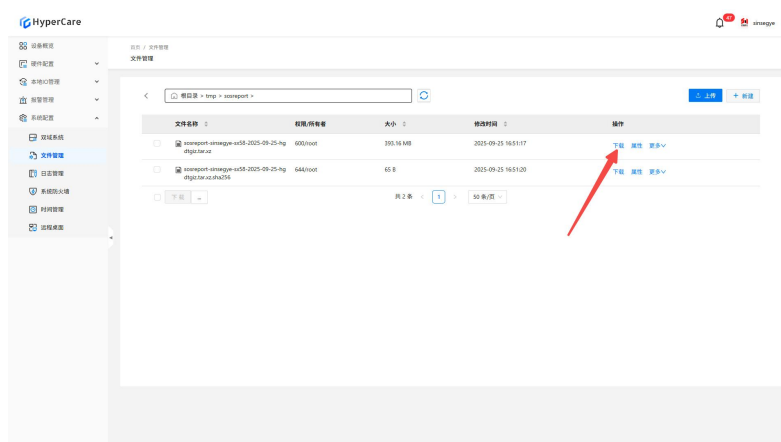 HyperCare
47
sinsegye
设备概览
硬件配置
本地IO管理
报警管理
系统配置
双域系统
文件管理
日志管理
系统防火墙
时间管理
远程桌面
首页 / 文件管理
文件管理
根目录 > tmp > sosreport >
上传
+ 新建
文件名称 权限/所有者 大小 修改时间 操作
sosreport-sinsegye-sx58-2025-09-25-hg 600/root 393.16 MB 2025-09-25 16:51:17 下载 属性 更多
dtgiz.tar.xz
sosreport-sinsegye-sx58-2025-09-25-hg 644/root 65 B 2025-09-25 16:51:20 下载 属性 更多
dtgiz.tar.xz.sha256
下载 共 2 条 < 1 > 50 条/页